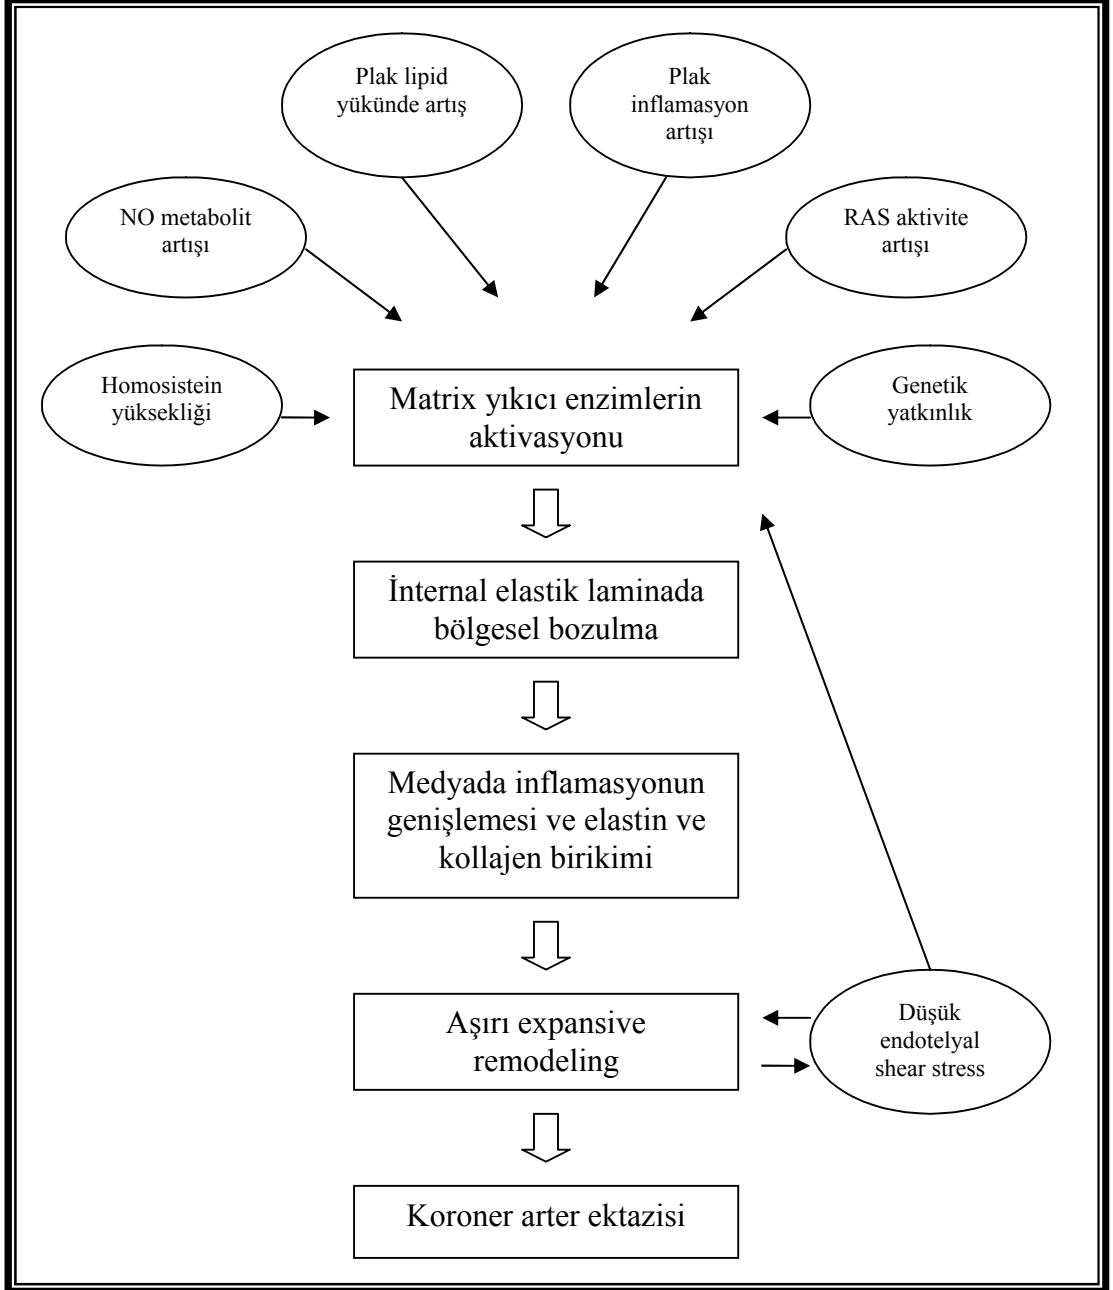 Plak lipid
yükünde artış
Plak
inflamasyon
artışı
NO metabolit
artışı
RAS aktivite
artışı
Homosistein
yüksekliği
Matrix yıkıcı enzimlerin
aktivasyonu
Genetik
yatkınlık
İnternal elastik laminada
bölgesel bozulma
Medyada inflamasyonun
genişlemesi ve elastin ve
kollajen birikimi
Aşırı expansive
remodeling
Düşük
endotelyal
shear stress
Koroner arter ektazisi